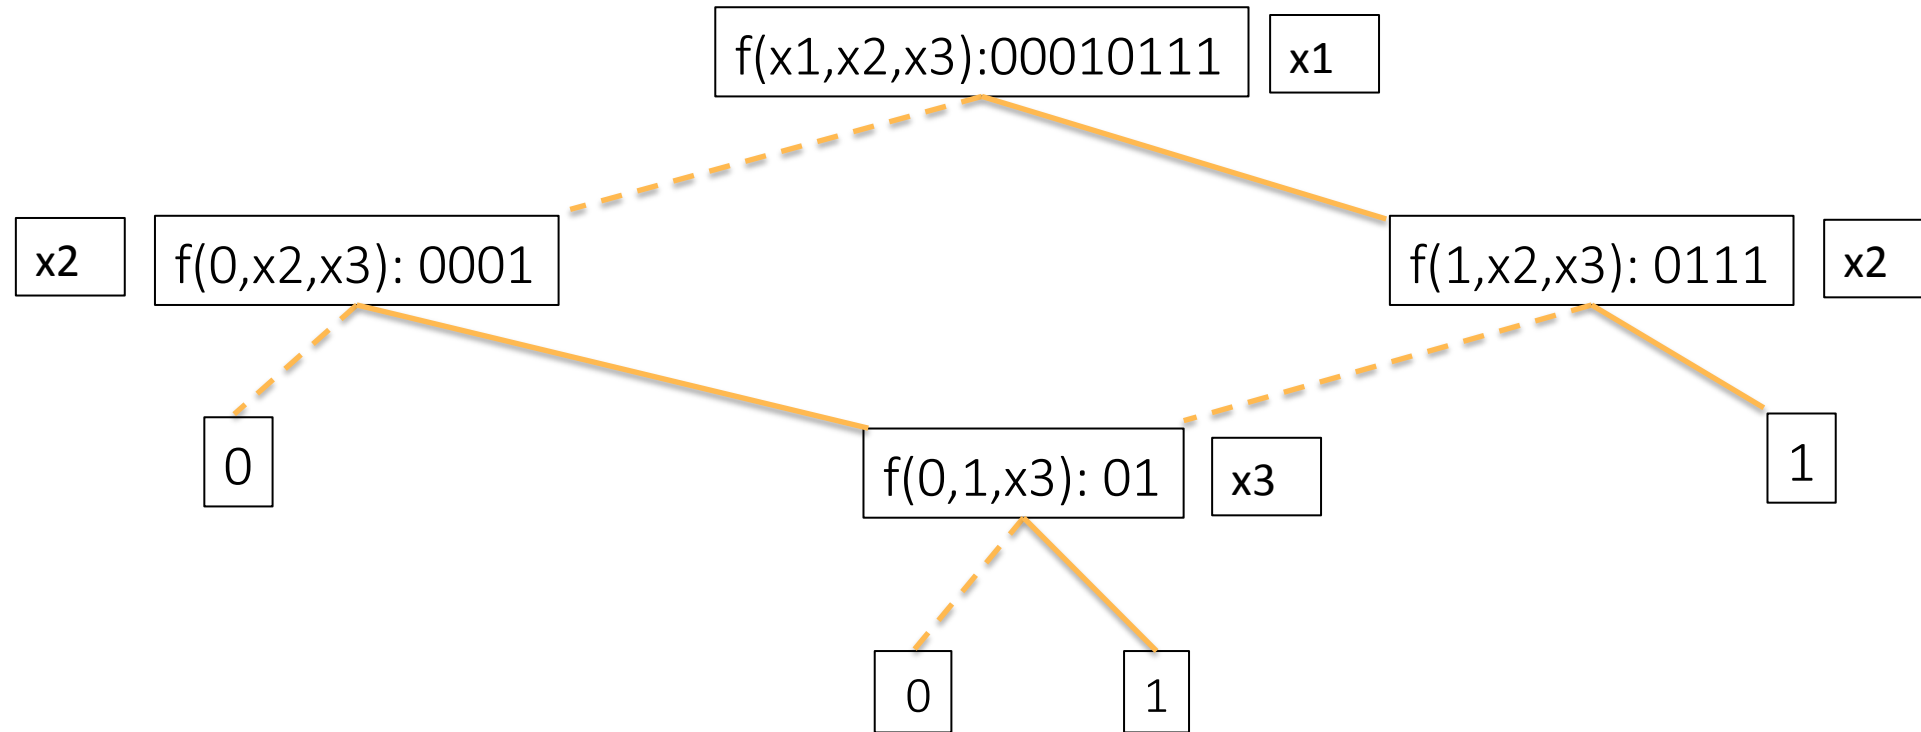 f(x1,x2,x3):00010111
x1
x2
f(0,x2,x3): 0001
f(1,x2,x3): 0111
x2
0
f(0,1,x3): 01
x3
1
0
1